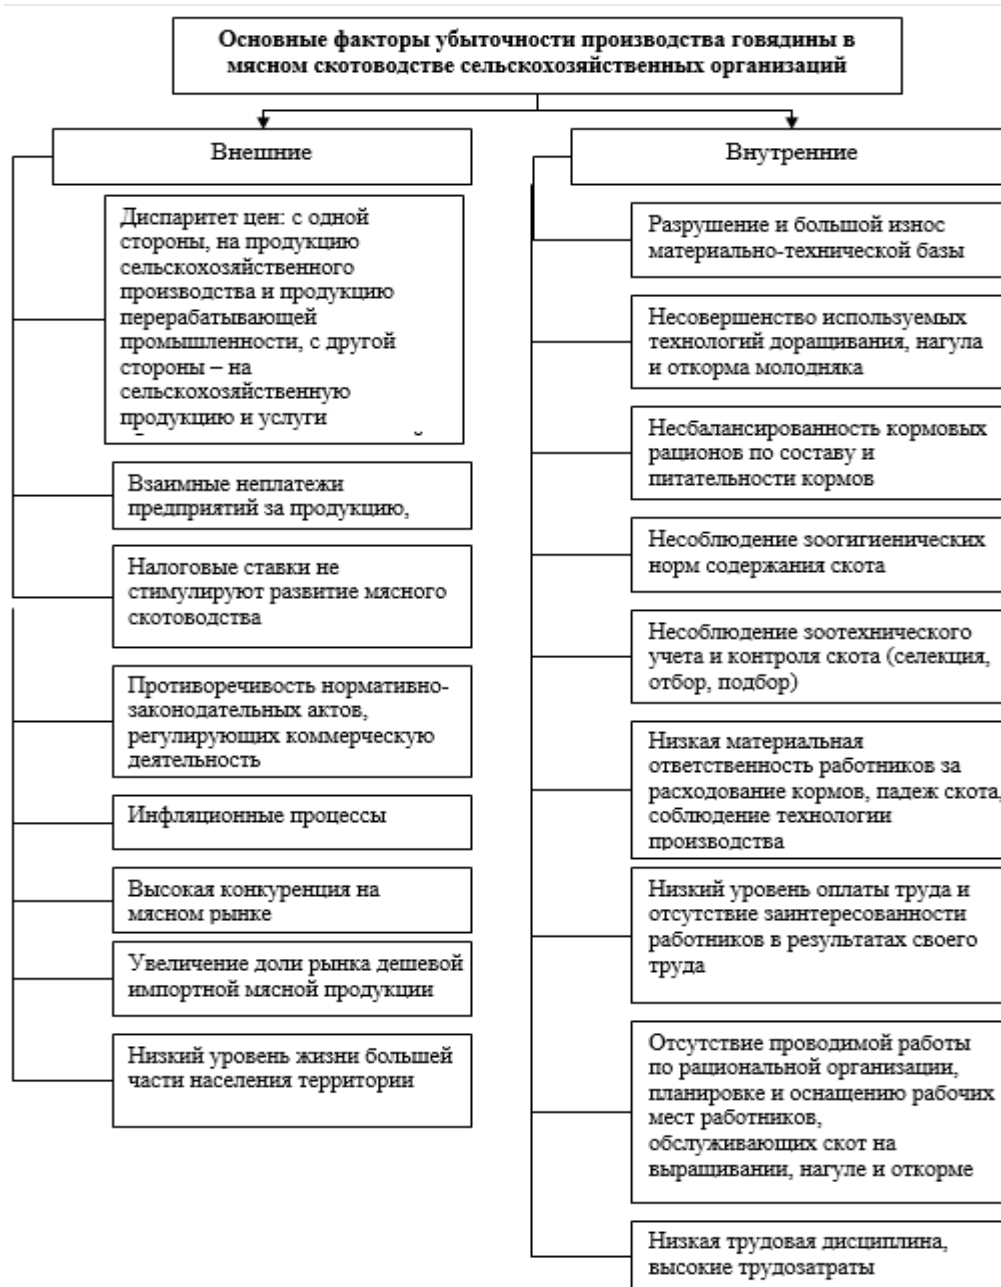 Основные факторы убыточности производства говядины в
мясном скотоводстве сельскохозяйственных организаций
Внешние
Диспаритет цен: с одной
стороны, на продукцию
сельскохозяйственного
производства и продукцию
перерабатывающей
промышленности, с другой
стороны – на
сельскохозяйственную
продукцию и услуги
Взаимные неплатежи
предприятий за продукцию,
Налоговые ставки не
стимулируют развитие мясного
скотоводства
Противоречивость нормативно-
законодательных актов,
регулирующих коммерческую
деятельность
Инфляционные процессы
Высокая конкуренция на
мясном рынке
Увеличение доли рынка дешевой
импортной мясной продукции
Низкий уровень жизни большей
части населения территории
Внутренние
Разрушение и большой износ
материально-технической базы
Несовершенство используемых
технологий доращивания, нагула
и откорма молодняка
Несбалансированность кормовых
рационов по составу и
питательности кормов
Несоблюдение зоогигиенических
норм содержания скота
Несоблюдение зоотехнического
учета и контроля скота (селекция,
отбор, подбор)
Низкая материальная
ответственность работников за
расходование кормов, падеж скота,
соблюдение технологии
производства
Низкий уровень оплаты труда и
отсутствие заинтересованности
работников в результатах своего
труда
Отсутствие проводимой работы
по рациональной организации,
планировке и оснащению рабочих
мест работников,
обслуживающих скот на
выращивании, нагуле и откорме
Низкая трудовая дисциплина,
высокие трудозатраты